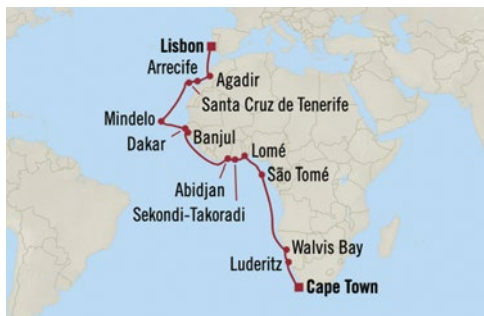 Lisbon
Arrecife
Agadir
Santa Cruz de Tenerife
Mindelo
Dakar
Banjul
Lomé
São Tomé
Abidjan
Sekondi-Takoradi
Walvis Bay
Luderitz
Cape Town